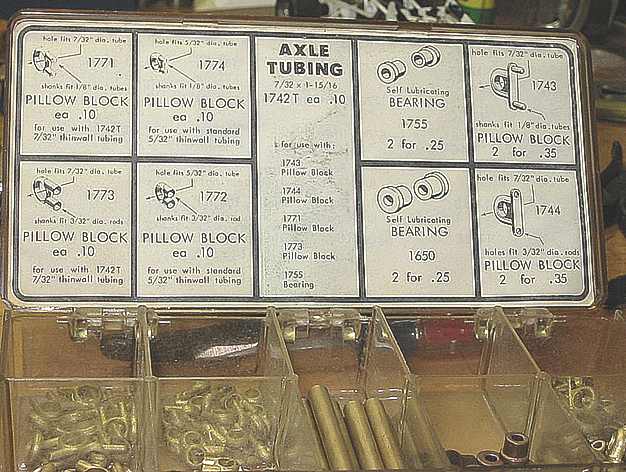 hole fits 7/32" dia. tube
1771
shanks fit 1/8" dia. tubes
PILLOW BLOCK
ea .10
for use with 1742T
7/32" thinwall tubing
hole fits 5/32" dia. tube
1774
shanks fit 1/8" dia. tubes
PILLOW BLOCK
ea .10
for use with standard
5/32" thinwall tubing
AXLE
TUBING
7/32 x 1-15/16
1742T ea .10
use with:
1743
Pillow Block
1744
Pillow Block
1771
Pillow Block
1773
Pillow Block
1755
Bearing
Self Lubricating
BEARING
1755
2 for .25
hole fits 7/32" dia. tube
1743
shanks fit 1/8" dia. tubes
PILLOW BLOCK
2 for .35
hole fits 7/32" dia. tube
1773
shanks fit 3/32" dia. rods
PILLOW BLOCK
ea .10
for use with 1742T
7/32" thinwall tubing
hole fits 5/32" dia. tube
1772
shanks fit 3/32" dia. rod
PILLOW BLOCK
ea .10
for use with standard
5/32" thinwall tubing
Self Lubricating
BEARING
1650
2 for .25
hole fits 7/32" dia. tube
1744
holes fit 3/32" dia. rods
PILLOW BLOCK
2 for .35